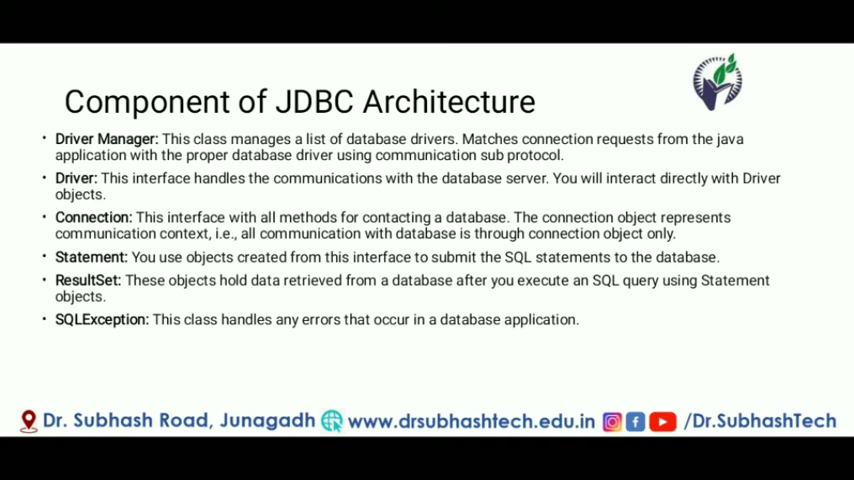 Component of JDBC Architecture
• Driver Manager: This class manages a list of database drivers. Matches connection requests from the java
application with the proper database driver using communication sub protocol.
• Driver: This interface handles the communications with the database server. You will interact directly with Driver
objects.
• Connection: This interface with all methods for contacting a database. The connection object represents
communication context, i.e., all communication with database is through connection object only.
• Statement: You use objects created from this interface to submit the SQL statements to the database.
• ResultSet: These objects hold data retrieved from a database after you execute an SQL query using Statement
objects.
• SQLException: This class handles any errors that occur in a database application.
Dr. Subhash Road, Junagadh www.drsubhashtech.edu.in /Dr.SubhashTech